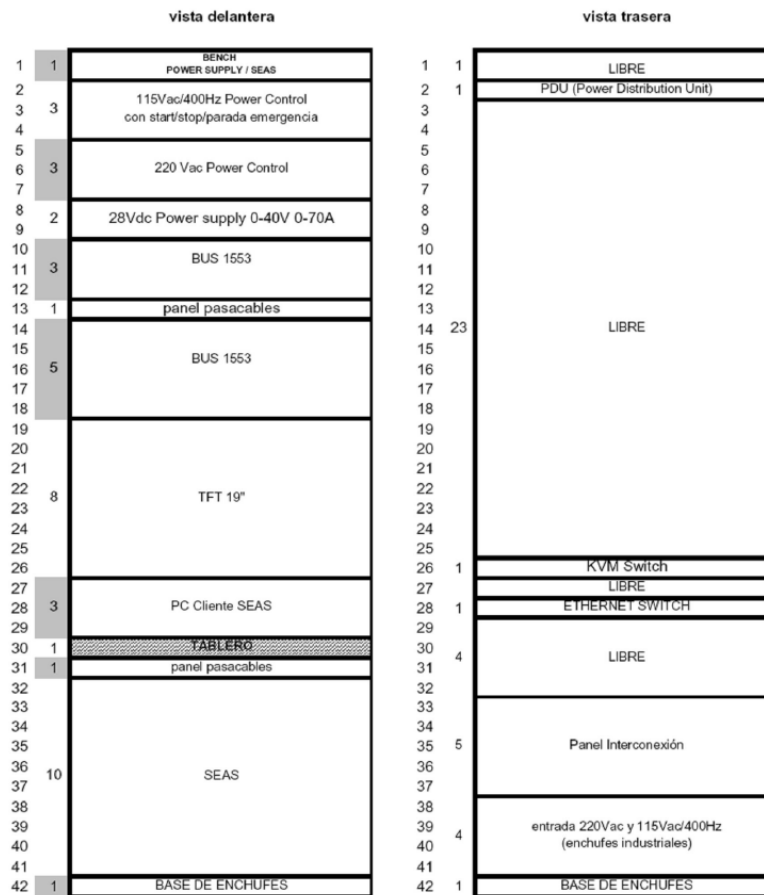 vista delantera
1 1 BENCH
POWER SUPPLY / SEAS
2
3 3 115Vac/400Hz Power Control
con start/stop/parada emergencia
4
5
6 3 220 Vac Power Control
7
8 2 28Vdc Power supply 0-40V 0-70A
9
10
11 3 BUS 1553
12
13 1 panel pasacables
14
15
16 5 BUS 1553
17
18
19
20
21
22 8 TFT 19"
23
24
25
26
27
28 3 PC Cliente SEAS
29
30 1 TABLERO
31 1 panel pasacables
32
33
34
35
36 10 SEAS
37
38
39
40
41
42 1 BASE DE ENCHUFES
vista trasera
1 1 LIBRE
2 1 PDU (Power Distribution Unit)
3
4
5
6
7
8
9
10
11
12
13
14 23 LIBRE
15
16
17
18
19
20
21
22
23
24
25
26 1 KVM Switch
27 LIBRE
28 1 ETHERNET SWITCH
29
30 4 LIBRE
31
32
33
34
35 5 Panel Interconexión
36
37
38
39 4 entrada 220Vac y 115Vac/400Hz
(enchufes industriales)
40
41
42 1 BASE DE ENCHUFES